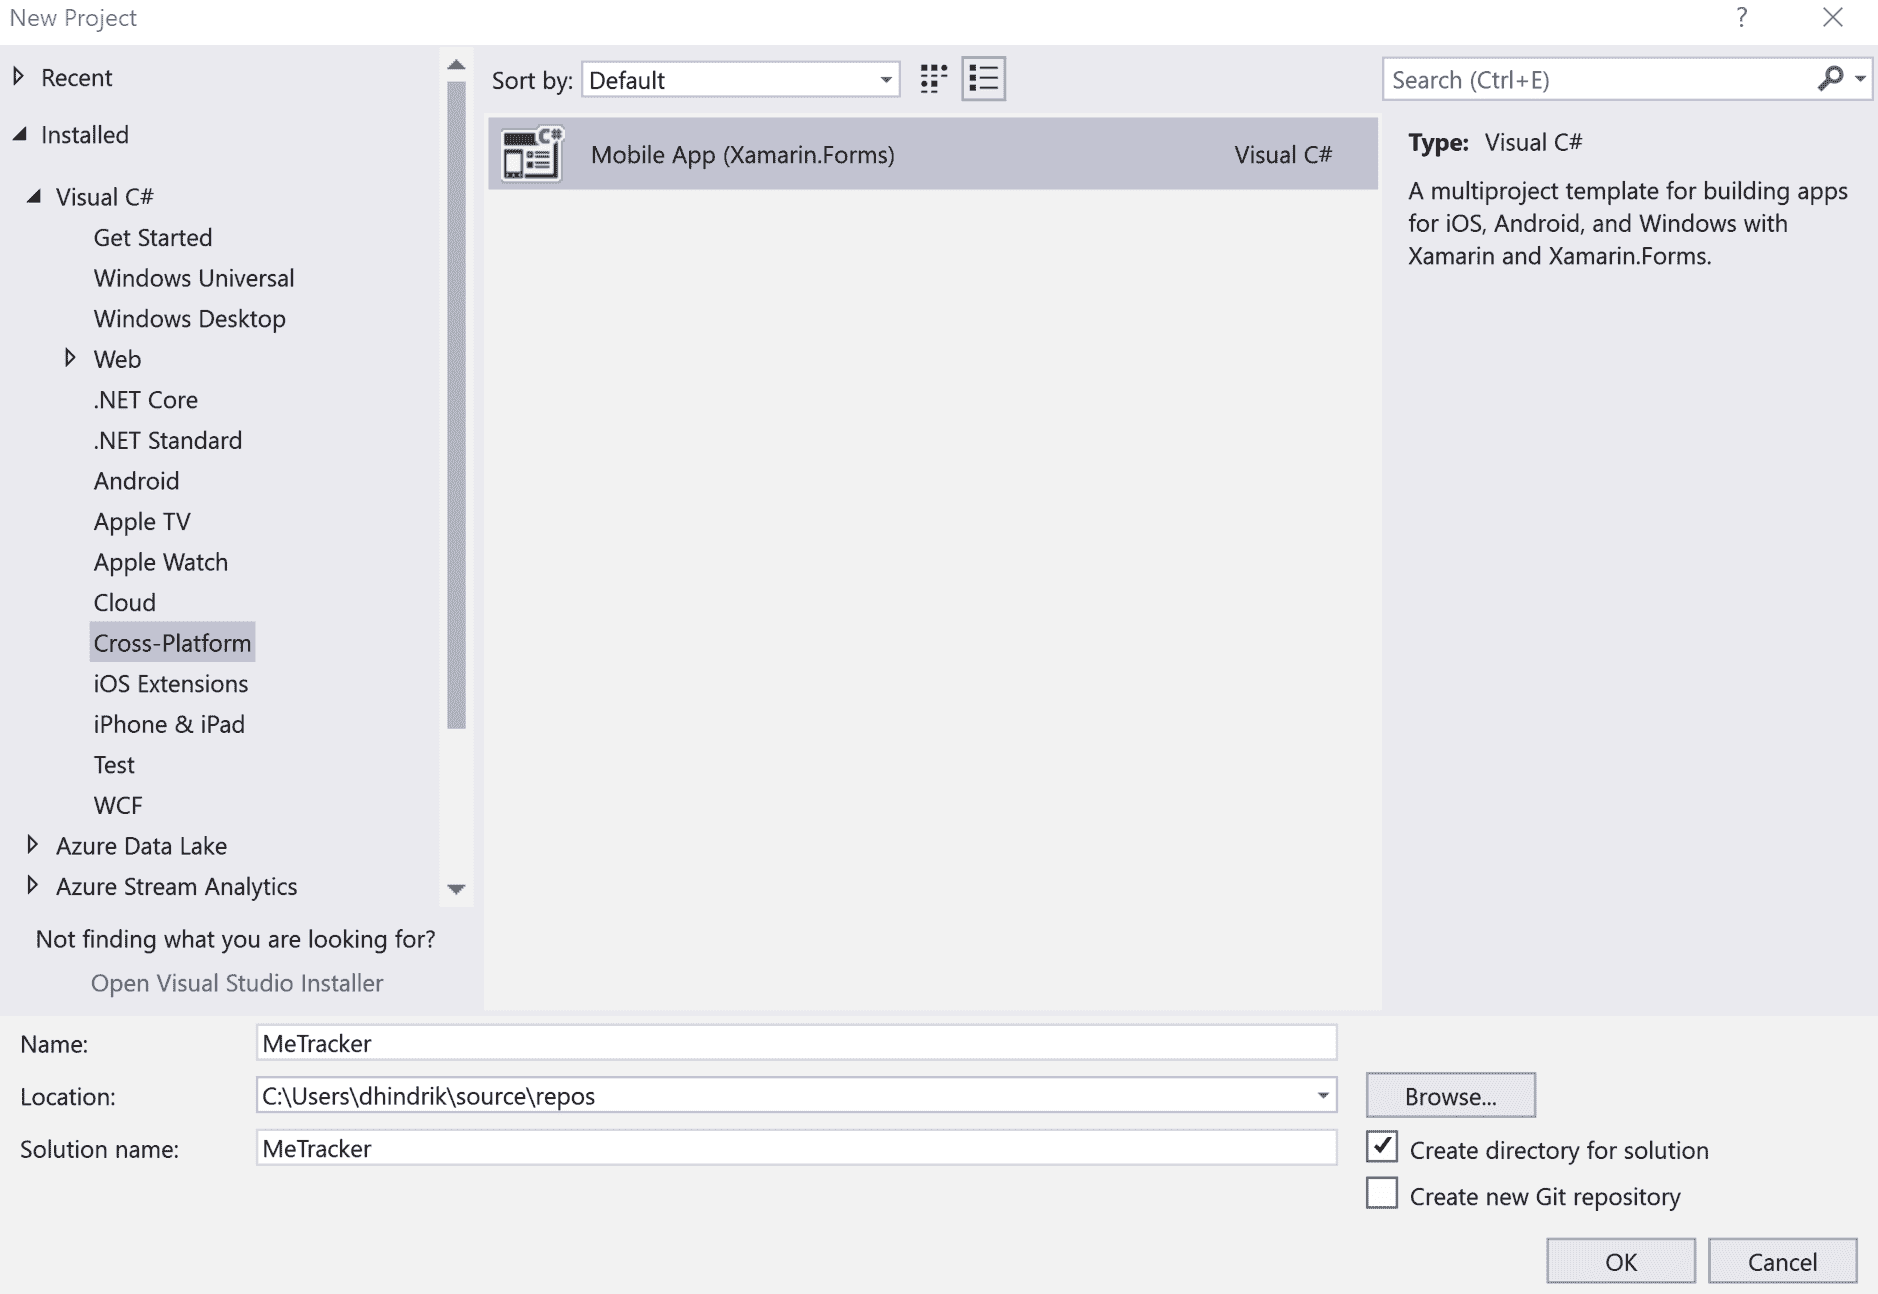 New Project
?
Recent
Installed
Visual C#
Get Started
Windows Universal
Windows Desktop
Web
.NET Core
.NET Standard
Android
Apple TV
Apple Watch
Cloud
Cross-Platform
iOS Extensions
iPhone & iPad
Test
WCF
Azure Data Lake
Azure Stream Analytics
Not finding what you are looking for?
Open Visual Studio Installer
Sort by: Default
C#
Mobile App (Xamarin.Forms) Visual C#
Search (Ctrl+E)
Type: Visual C#
A multiproject template for building apps
for iOS, Android, and Windows with
Xamarin and Xamarin.Forms.
Name: MeTracker
Location: C:\Users\dhindrik\source\repos
Browse...
Solution name: MeTracker
Create directory for solution
Create new Git repository
OK Cancel